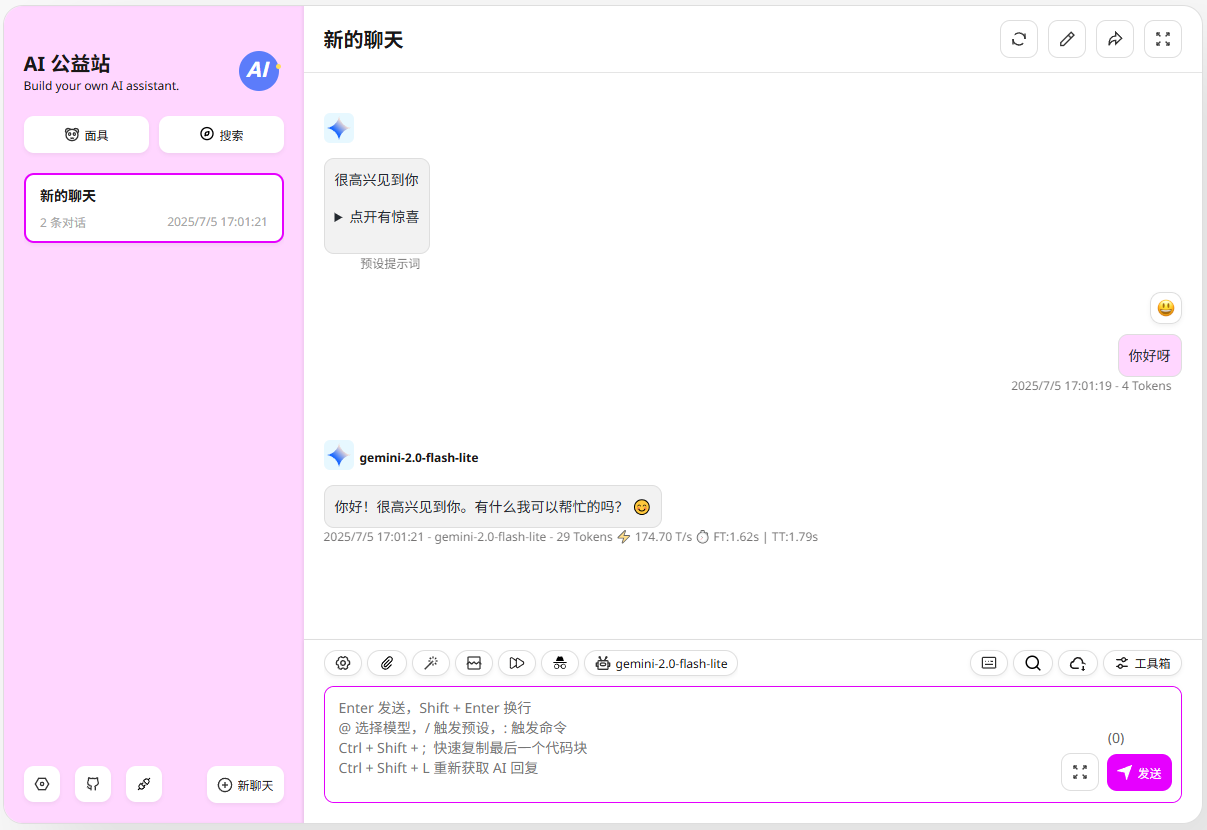 AI 公益站
Build your own AI assistant.
AI
面具
搜索
新的聊天
2 条对话
2025/7/5 17:01:21
新聊天
新的聊天
很高兴见到你
▶ 点开有惊喜
预设提示词
你好呀
2025/7/5 17:01:19 - 4 Tokens
gemini-2.0-flash-lite
你好！很高兴见到你。有什么我可以帮忙的吗？ 😊
2025/7/5 17:01:21 - gemini-2.0-flash-lite - 29 Tokens ⚡ 174.70 T/s ⏱ FT:1.62s | TT:1.79s
gemini-2.0-flash-lite
工具箱
Enter 发送，Shift + Enter 换行
@ 选择模型，/ 触发预设，: 触发命令
Ctrl + Shift + ; 快速复制最后一个代码块
Ctrl + Shift + L 重新获取 AI 回复
(0)
发送